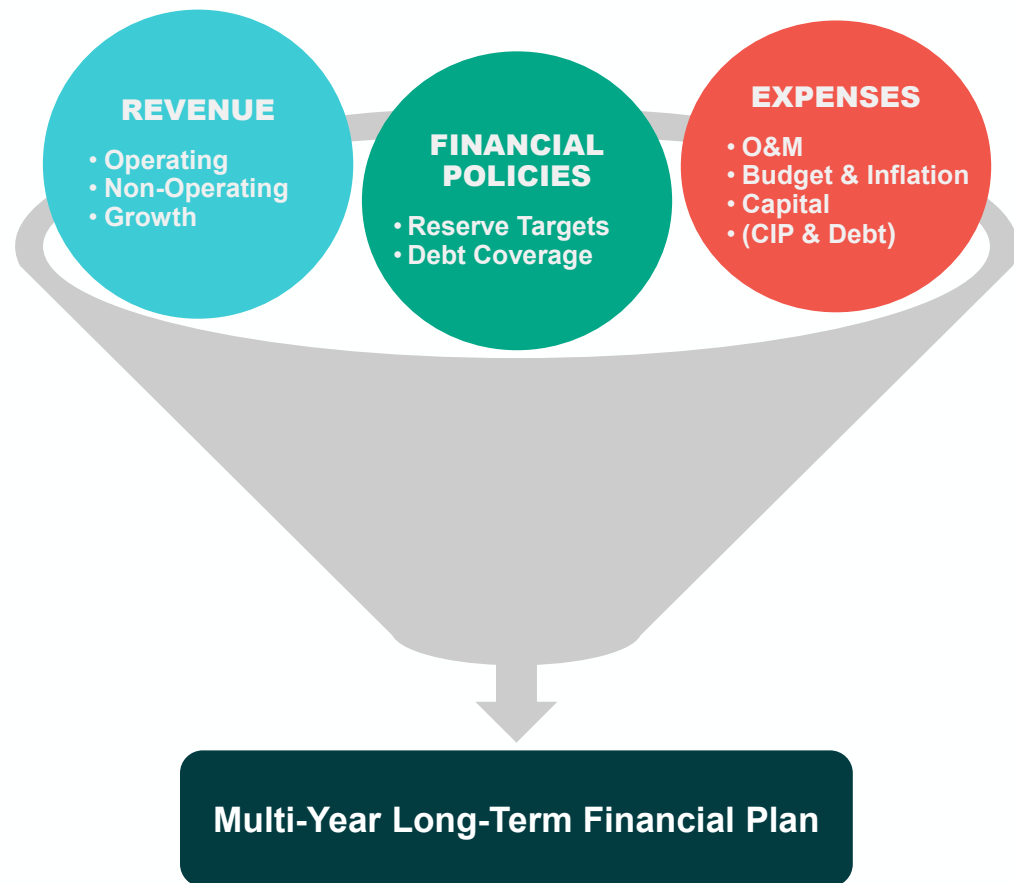 REVENUE
• Operating
• Non-Operating
• Growth
FINANCIAL
POLICIES
• Reserve Targets
• Debt Coverage
EXPENSES
• O&M
• Budget & Inflation
• Capital
• (CIP & Debt)
Multi-Year Long-Term Financial Plan